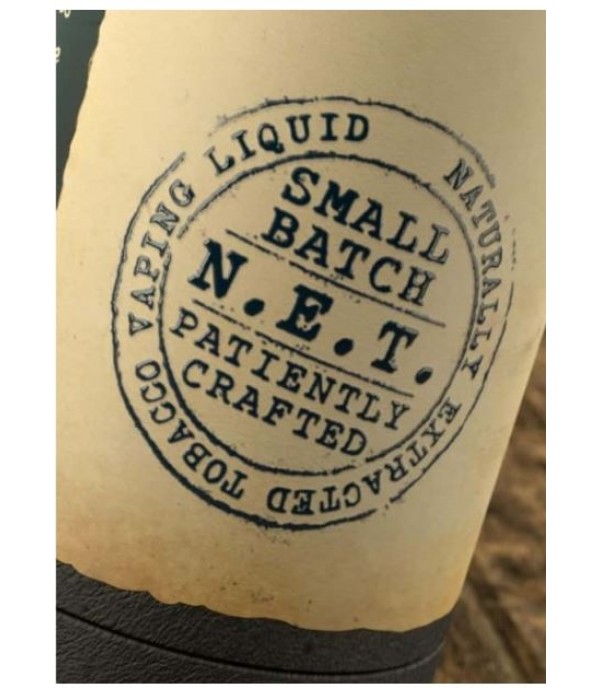 NATURALLY EXTRACTED TOBACCO VAPING LIQUID
SMALL
BATCH
N.E.T.
PATIENTLY
CRAFTED